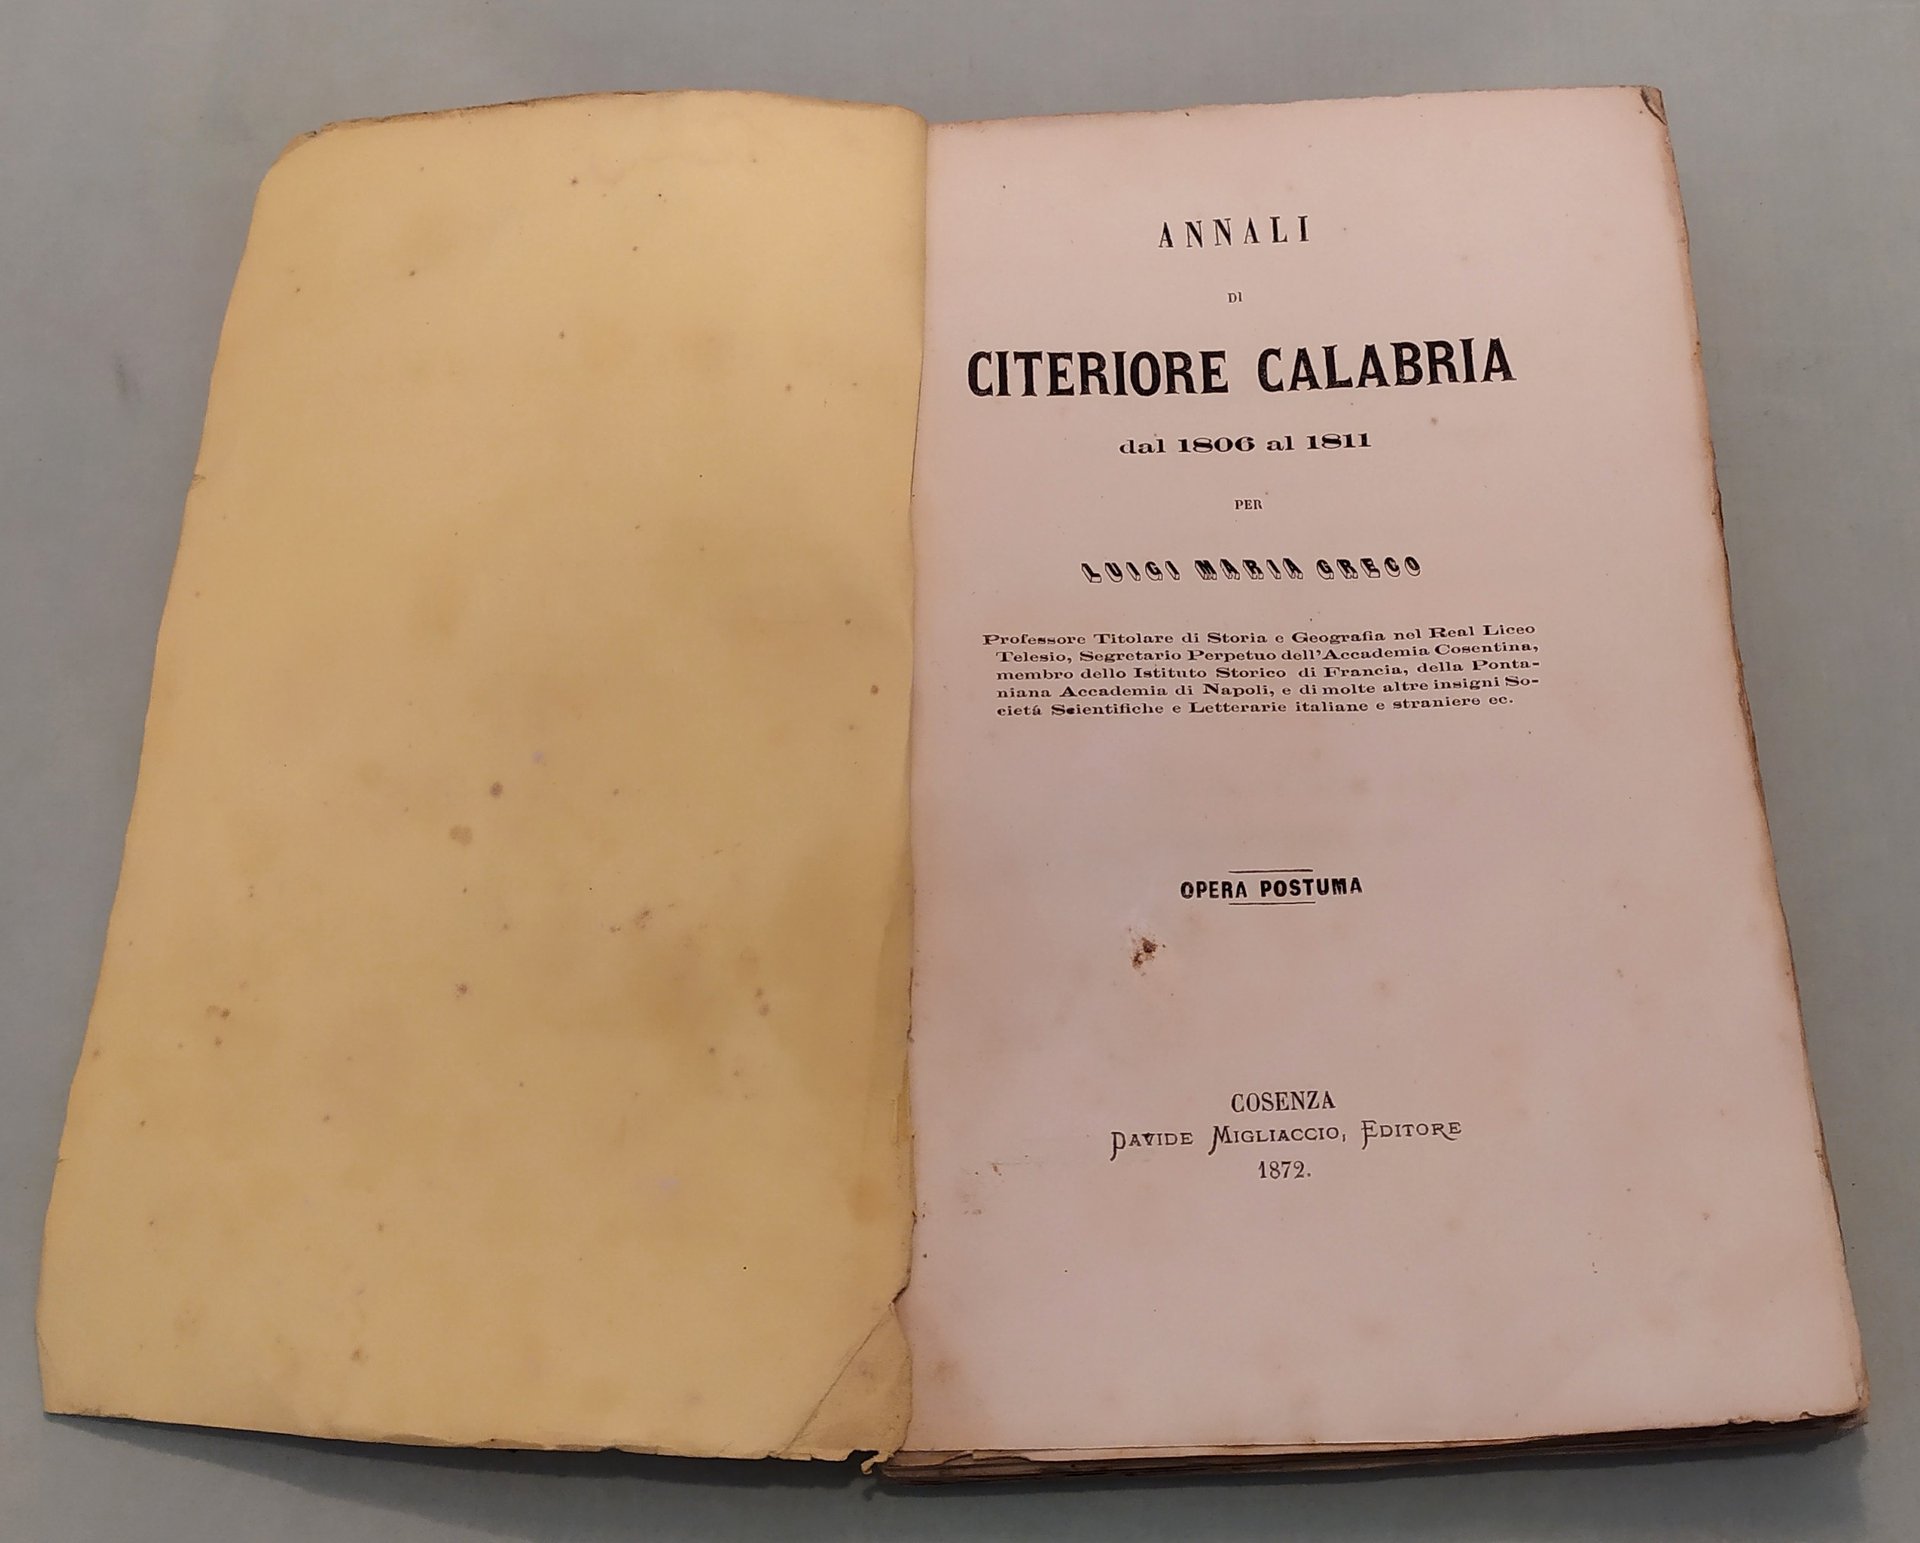 ANNALI
DI
CITERIORE CALABRIA
dal 1806 al 1811
PER
LUIGI MARIA GRECO
Professore Titolare di Storia e Geografia nel Real Liceo
Telesio, Segretario Perpetuo dell'Accademia Cosentina,
membro dello Istituto Storico di Francia, della Ponta-
niana Accademia di Napoli, e di molte altre insigni So-
cietá Scientifiche e Letterarie italiane e straniere ec.
OPERA POSTUMA
COSENZA
DAVIDE MIGLIACCIO, EDITORE
1872.